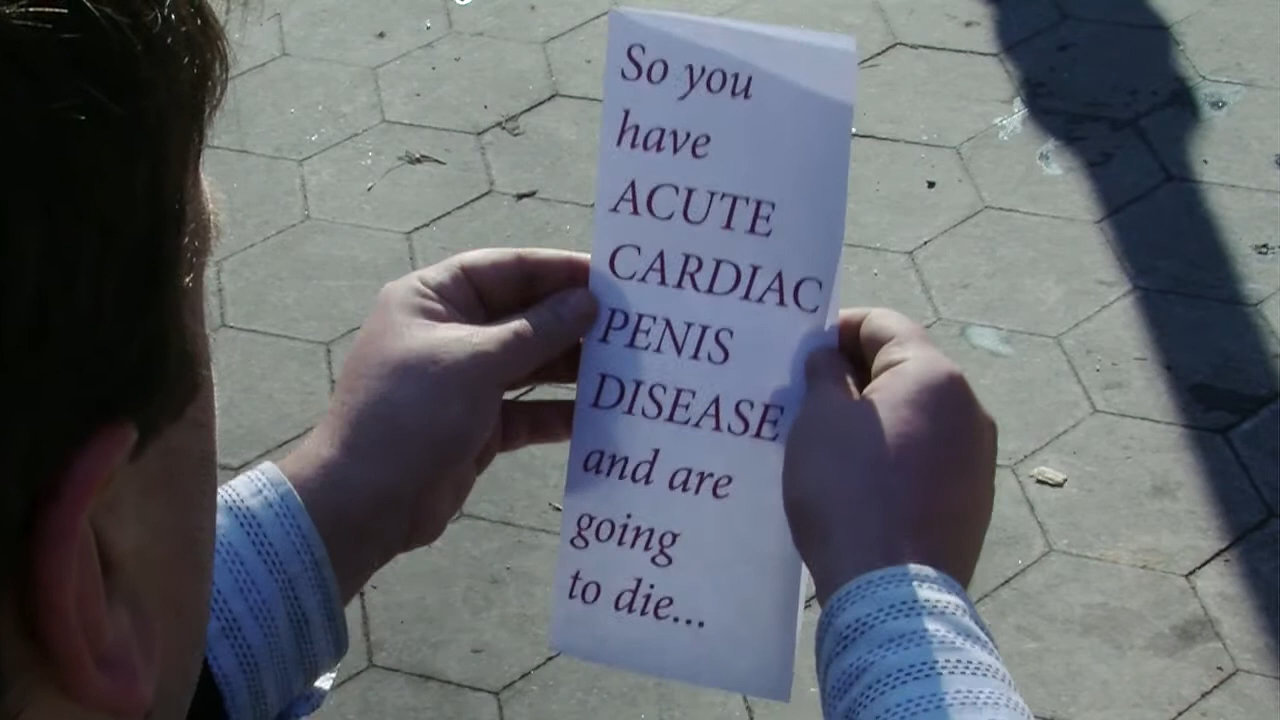 So you
have
ACUTE
CARDIAC
PENIS
DISEASE
and are
going
to die...